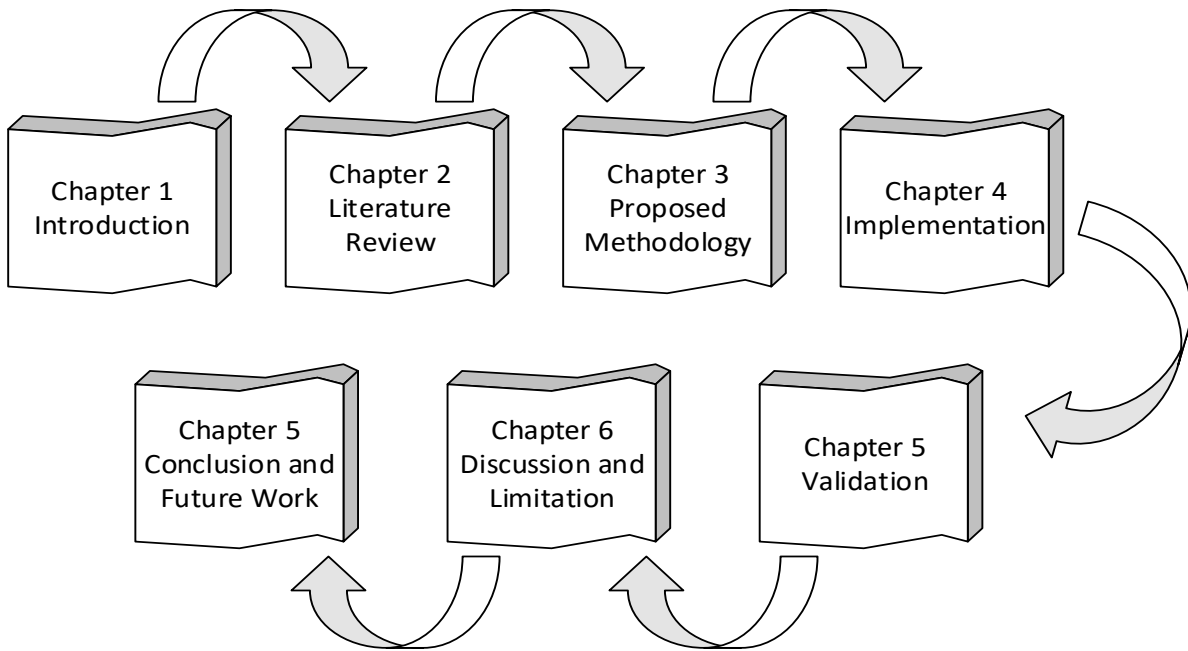 Chapter 1
Introduction
Chapter 2
Literature
Review
Chapter 3
Proposed
Methodology
Chapter 4
Implementation
Chapter 5
Validation
Chapter 6
Discussion and
Limitation
Chapter 5
Conclusion and
Future Work